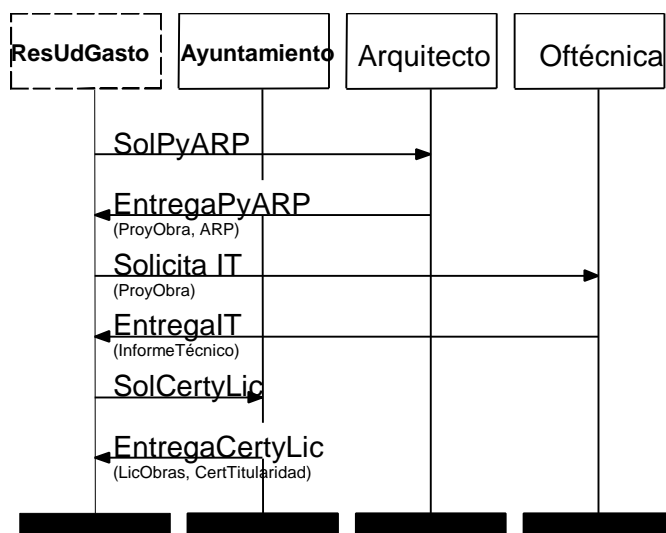 ResUdGasto
Ayuntamiento
Arquitecto
Oftécnica
SolPyARP
EntregaPyARP
(ProyObra, ARP)
Solicita IT
(ProyObra)
EntregaIT
(InformeTécnico)
SolCertyLic
EntregaCertyLic
(LicObras, CertTitularidad)